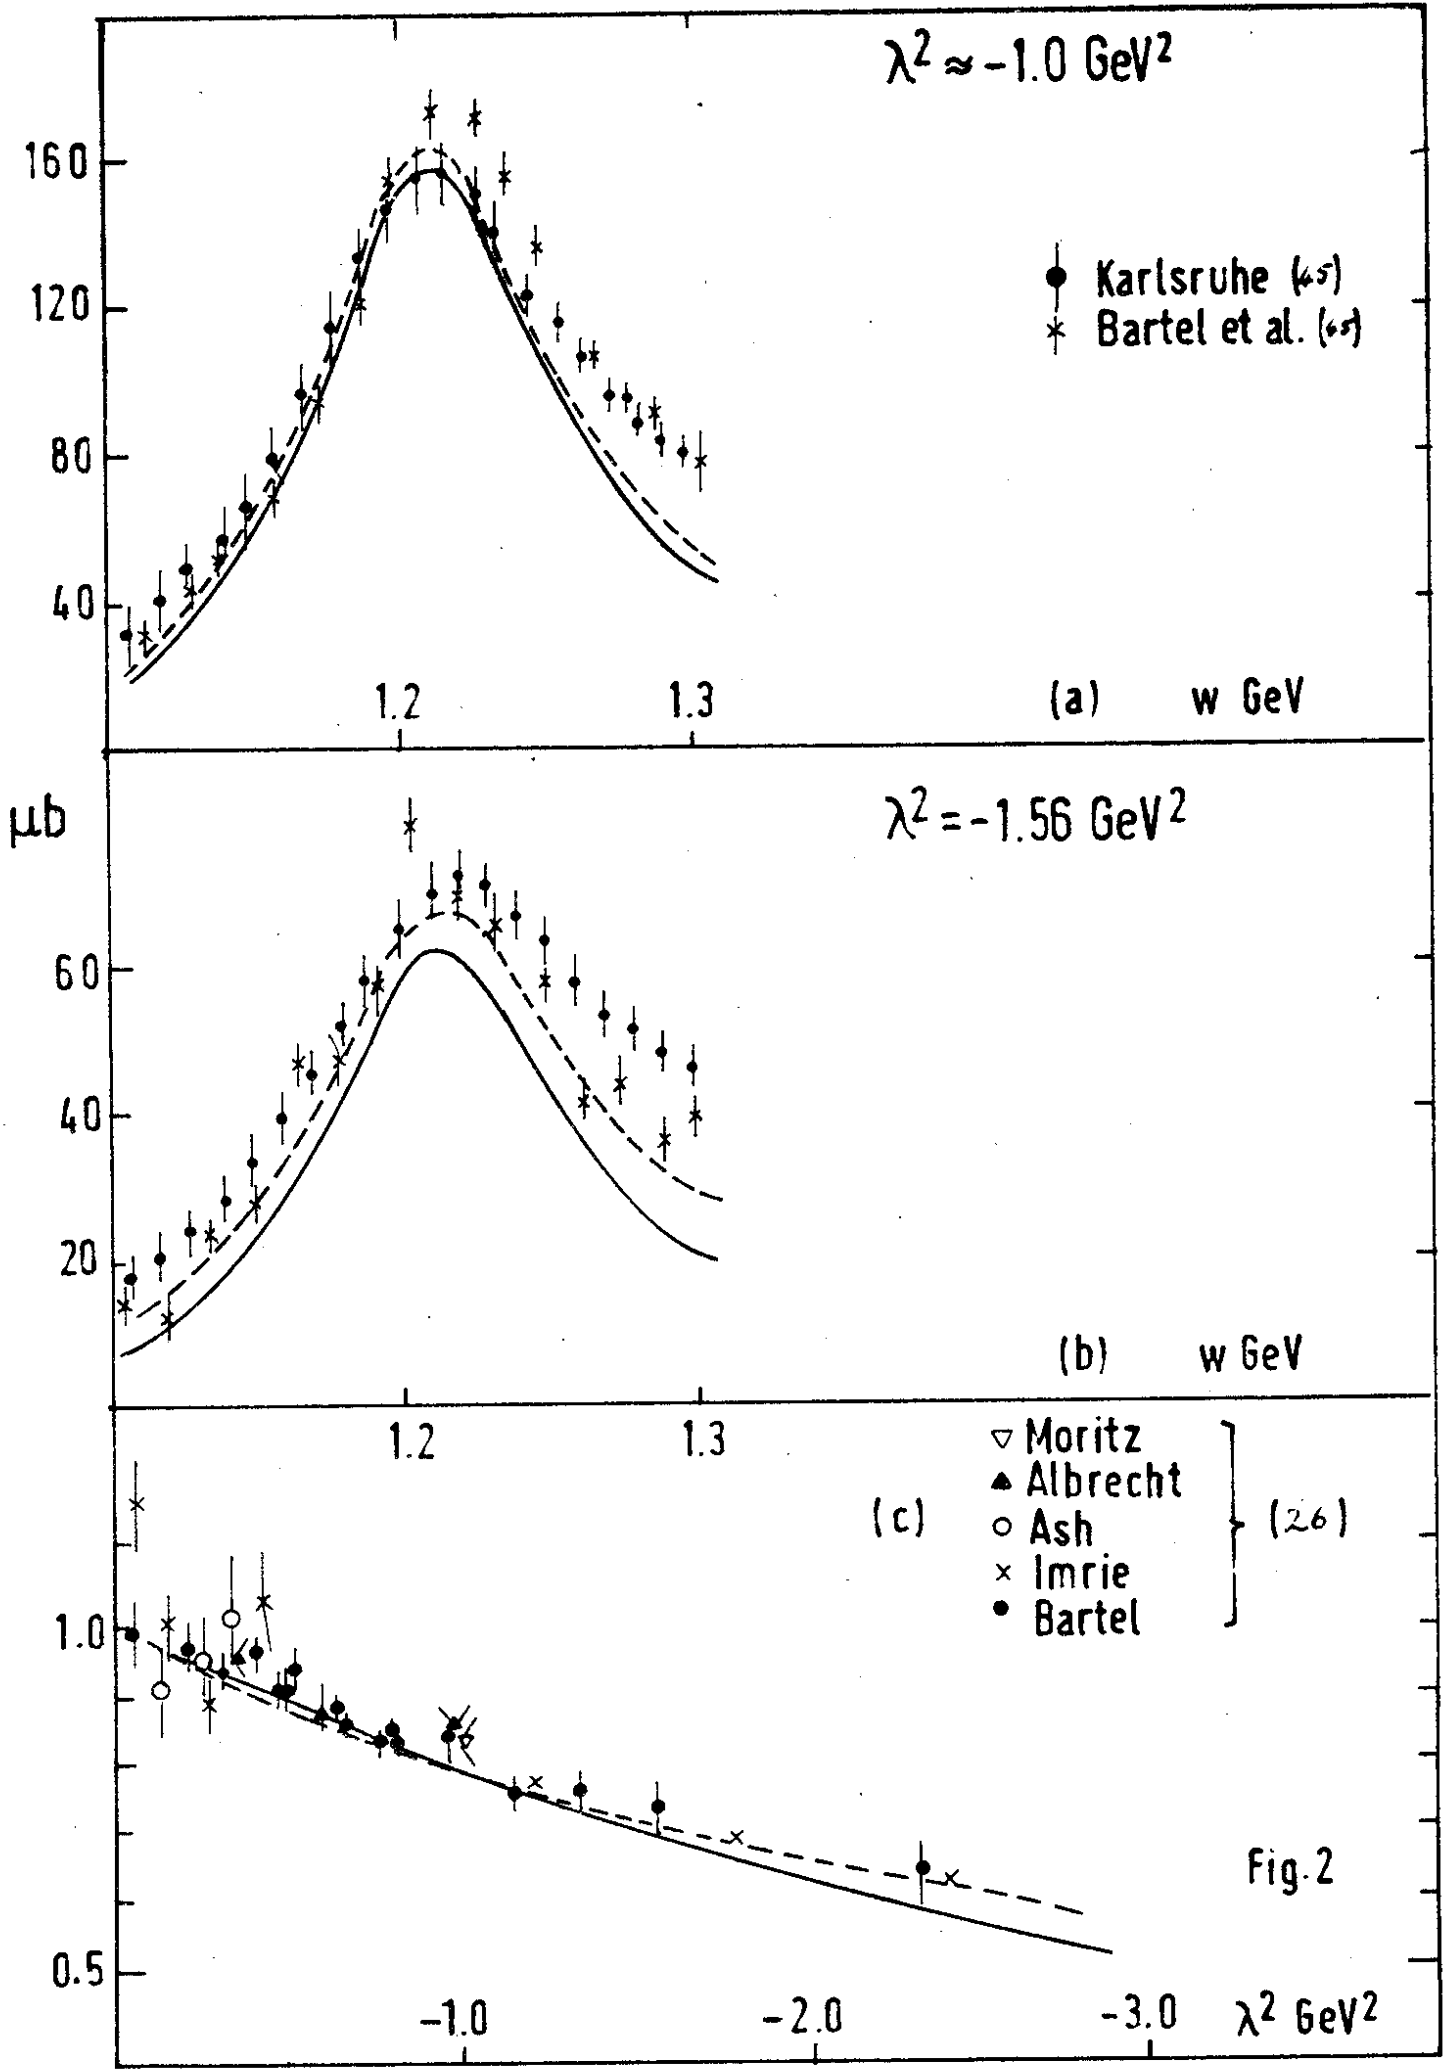 λ² ≈ -1.0 GeV²
160
120
80
40
Karlsruhe (45)
Bartel et al. (45)
1.2
1.3
(a) w GeV
μb
λ² = -1.56 GeV²
60
40
20
(b) w GeV
1.2
1.3
Moritz
Albrecht
(c)
Ash
(26)
Imrie
Bartel
1.0
0.5
Fig.2
-1.0
-2.0
-3.0
λ² GeV²